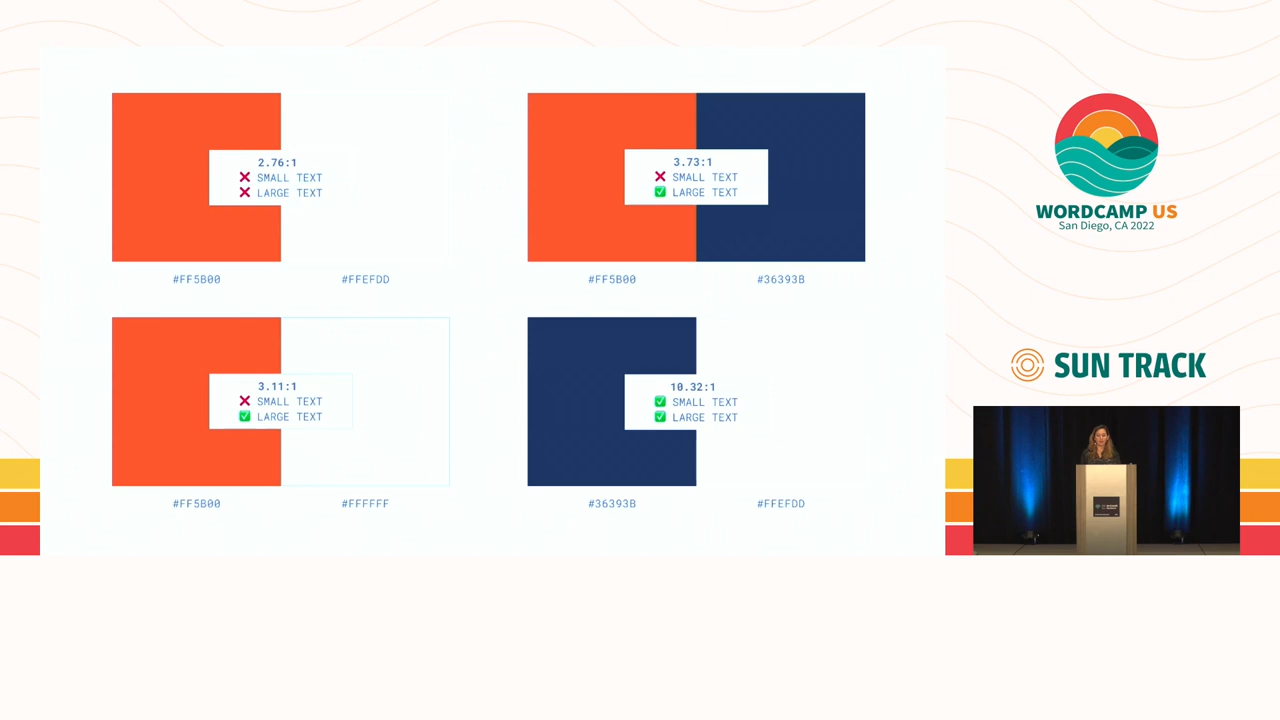 2.76:1
❌ SMALL TEXT
❌ LARGE TEXT
#FF5B00 #FFEFDD
3.73:1
❌ SMALL TEXT
✅ LARGE TEXT
#FF5B00 #36393B
3.11:1
❌ SMALL TEXT
✅ LARGE TEXT
#FF5B00 #FFFFFF
10.32:1
✅ SMALL TEXT
✅ LARGE TEXT
#36393B #FFEFDD
WORDCAMP US
San Diego, CA 2022
SUN TRACK